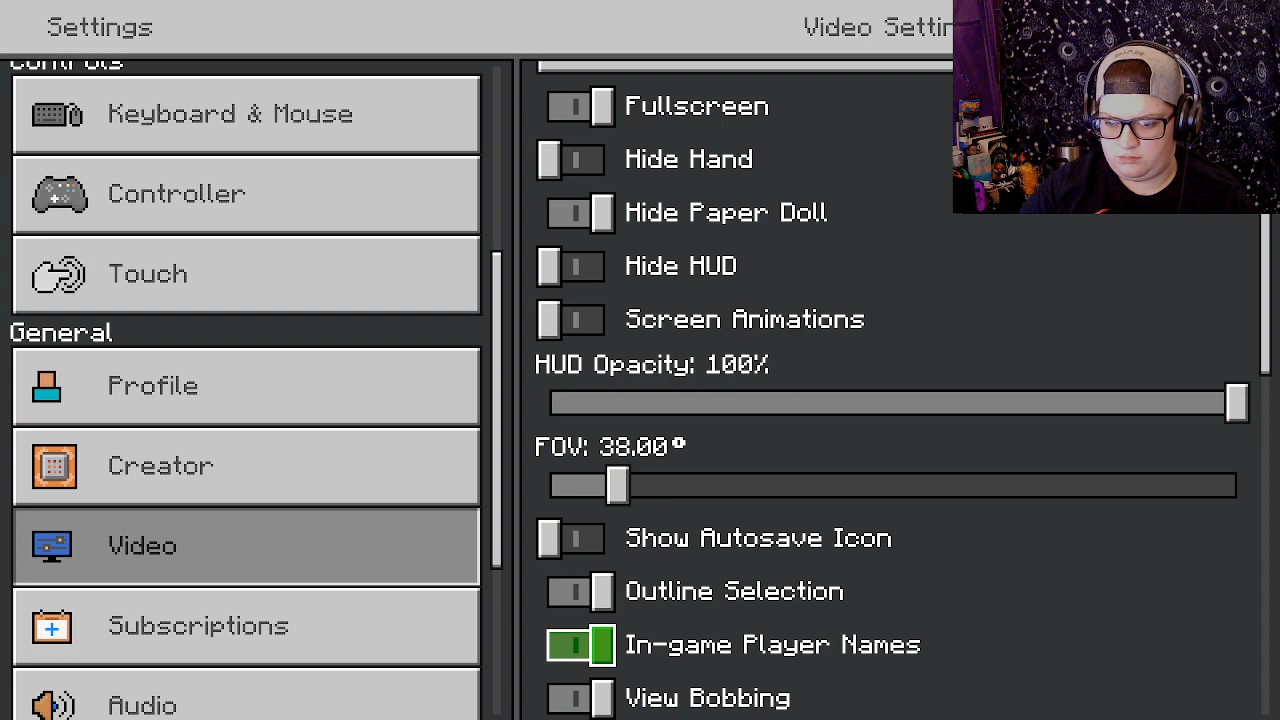 Settings
Video Settin
Controls
Keyboard & Mouse
Controller
Touch
General
Profile
Creator
Video
Subscriptions
Audio
Fullscreen
Hide Hand
Hide Paper Doll
Hide HUD
Screen Animations
HUD Opacity: 100%
FOV: 38.00°
Show Autosave Icon
Outline Selection
In-game Player Names
View Bobbing